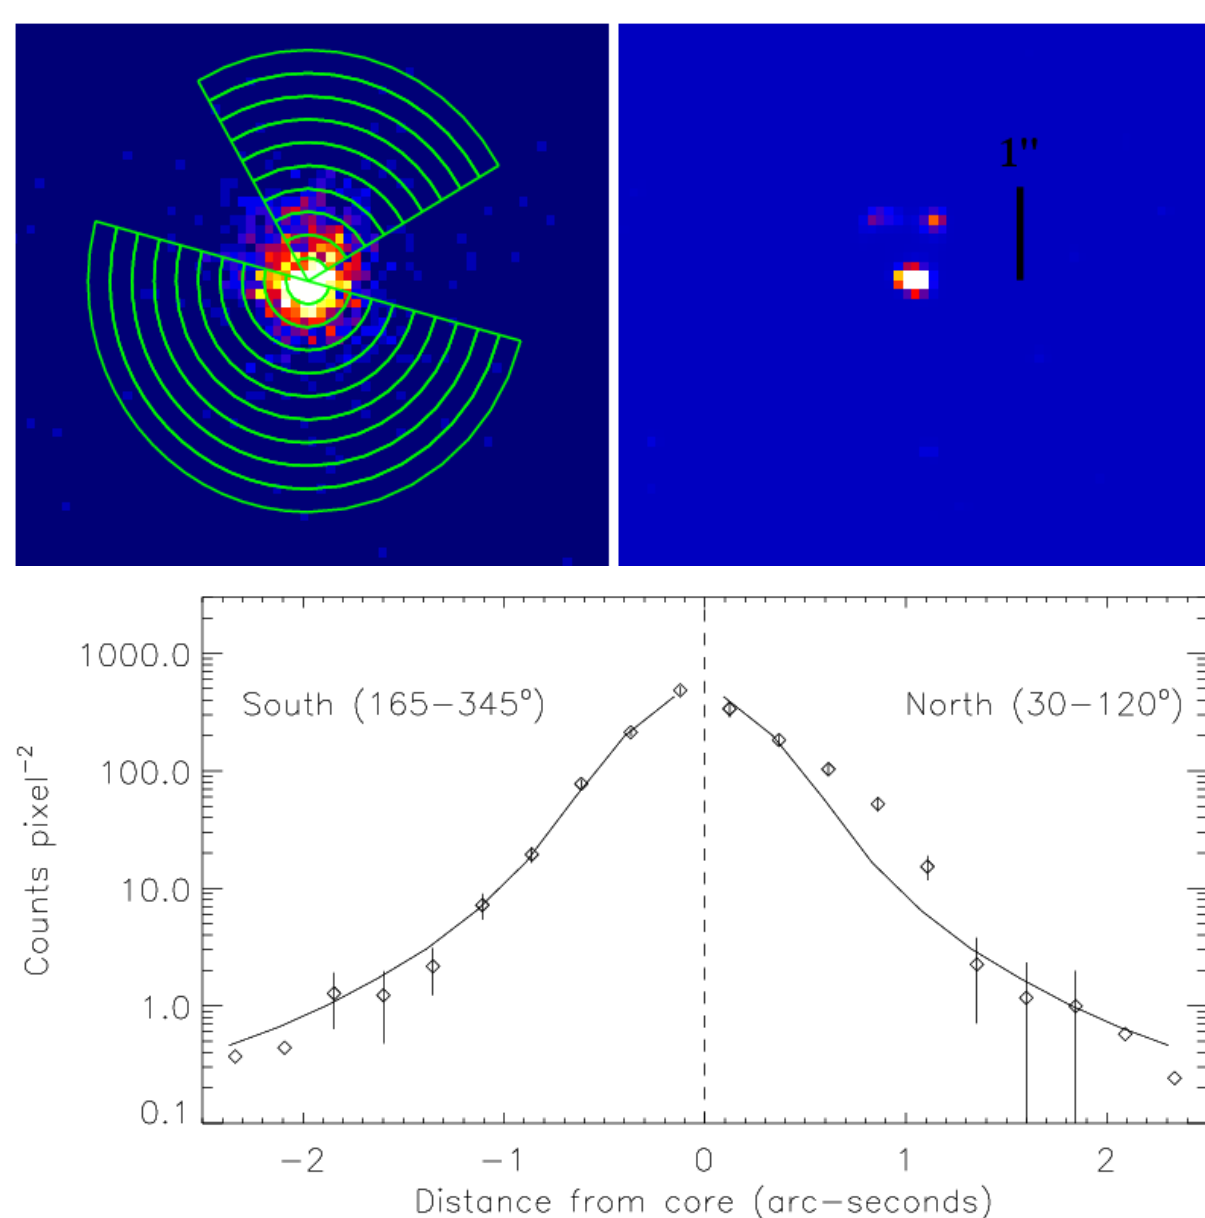 1"
1000.0
100.0
10.0
1.0
0.1
Counts pixel⁻²
South (165−345°)
North (30−120°)
−2
−1
0
1
2
Distance from core (arc−seconds)